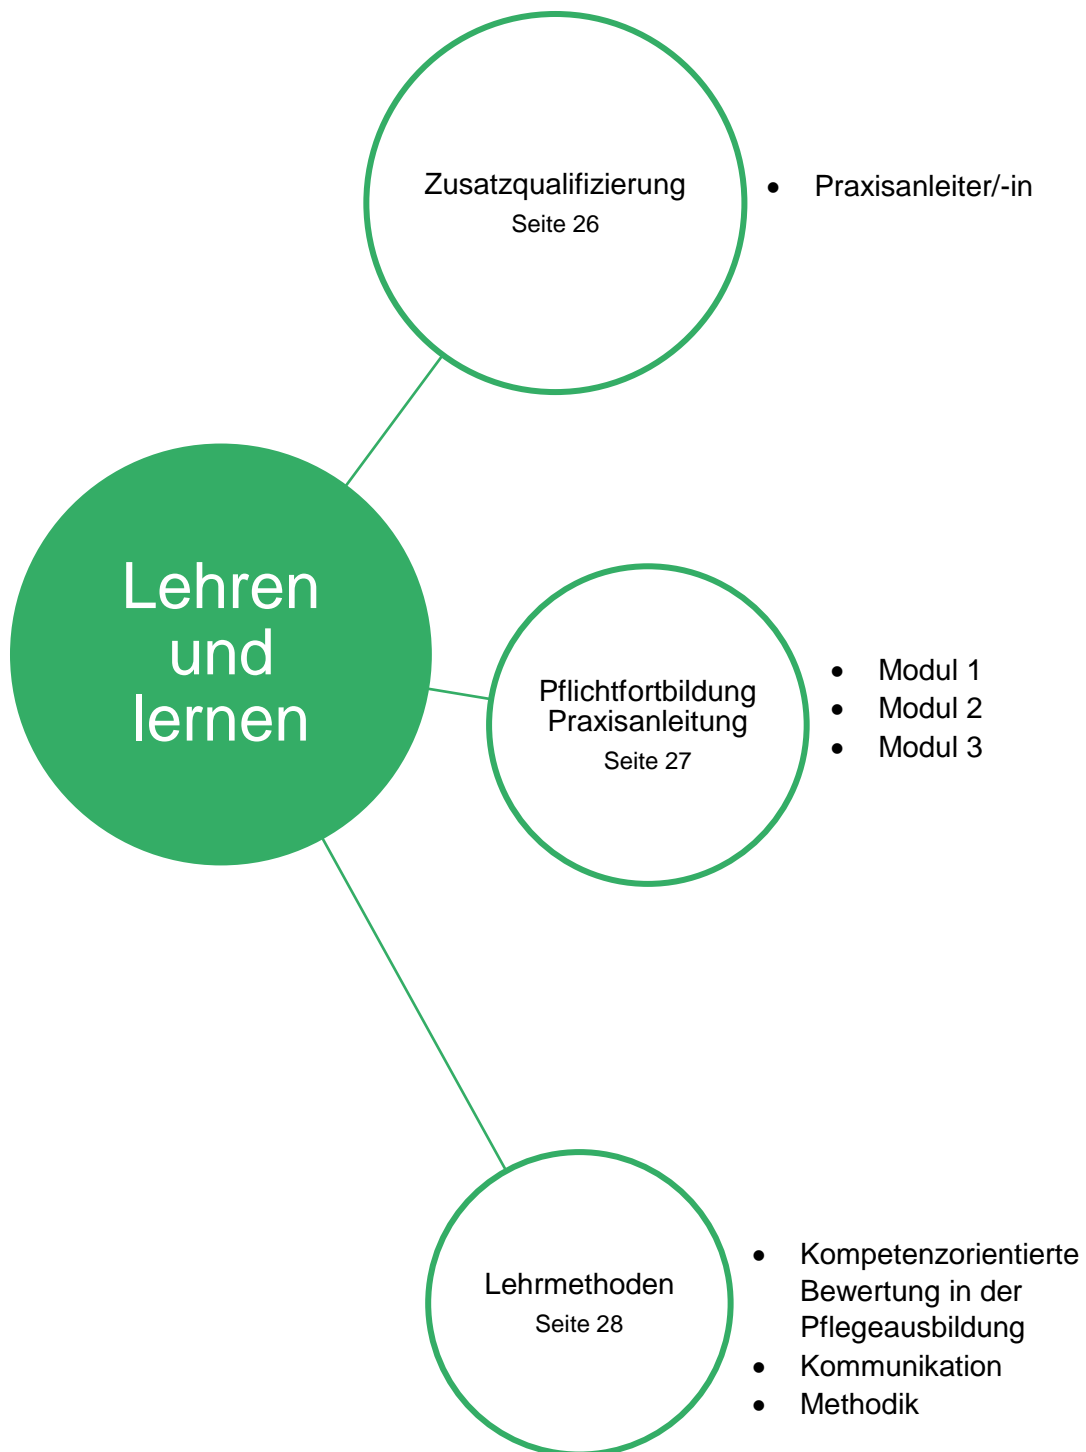 Zusatzqualifizierung
Seite 26
• Praxisanleiter/-in
Lehren
und
lernen
Pflichtfortbildung
Praxisanleitung
Seite 27
• Modul 1
• Modul 2
• Modul 3
Lehrmethoden
Seite 28
• Kompetenzorientierte
Bewertung in der
Pflegeausbildung
• Kommunikation
• Methodik